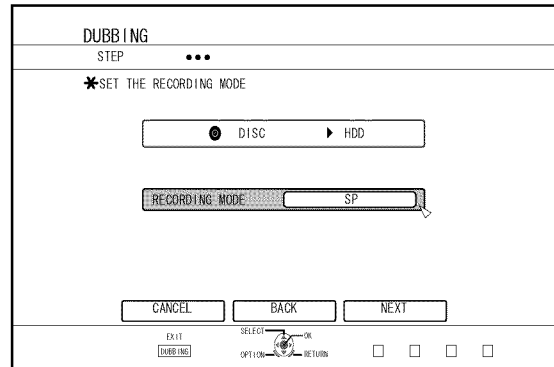 DUBBING
STEP •••
✱SET THE RECORDING MODE
DISC ▶ HDD
RECORDING MODE SP
CANCEL BACK NEXT
EXIT
DUBBING
SELECT OK
OPTION RETURN